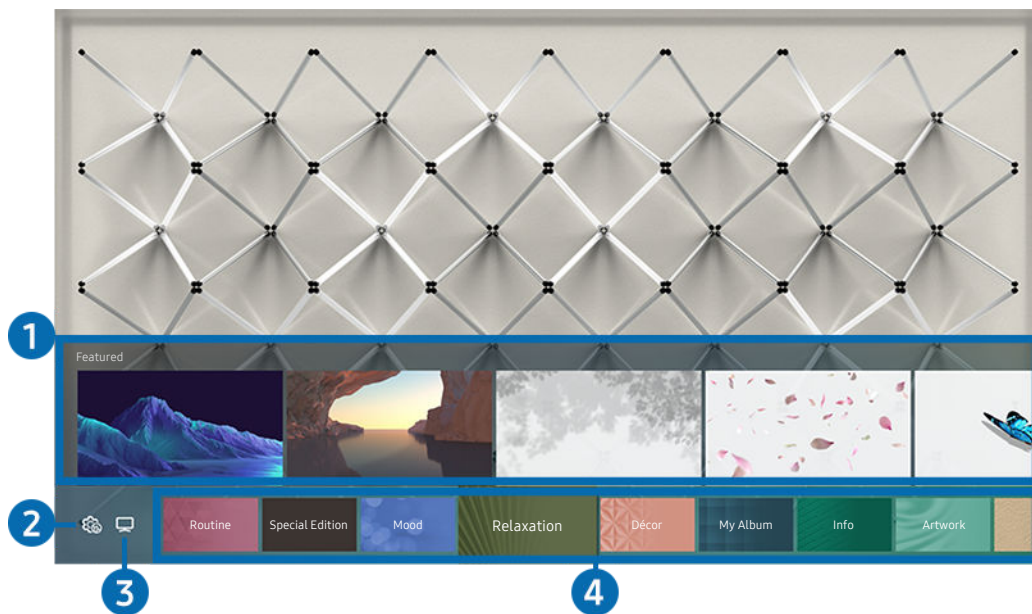 1
Featured
2
Routine Special Edition Mood Relaxation Décor My Album Info Artwork
3
4